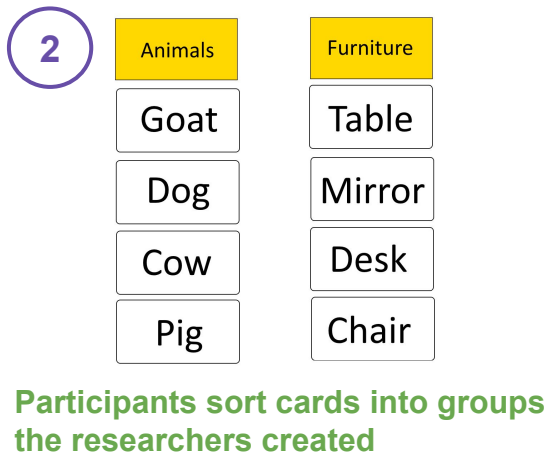 2
Animals
Furniture
Goat
Table
Dog
Mirror
Cow
Desk
Pig
Chair
Participants sort cards into groups
the researchers created